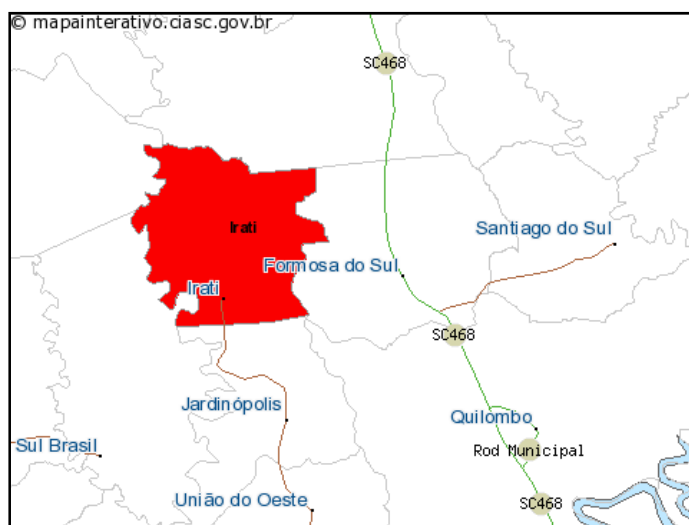 © mapainterativo.ciasc.gov.br
SC468
Irati
Santiago do Sul
Formosa do Sul
Irati
SC468
Jardinópolis
Quilombo
Sul Brasil
Rod Municipal
União do Oeste
SC468